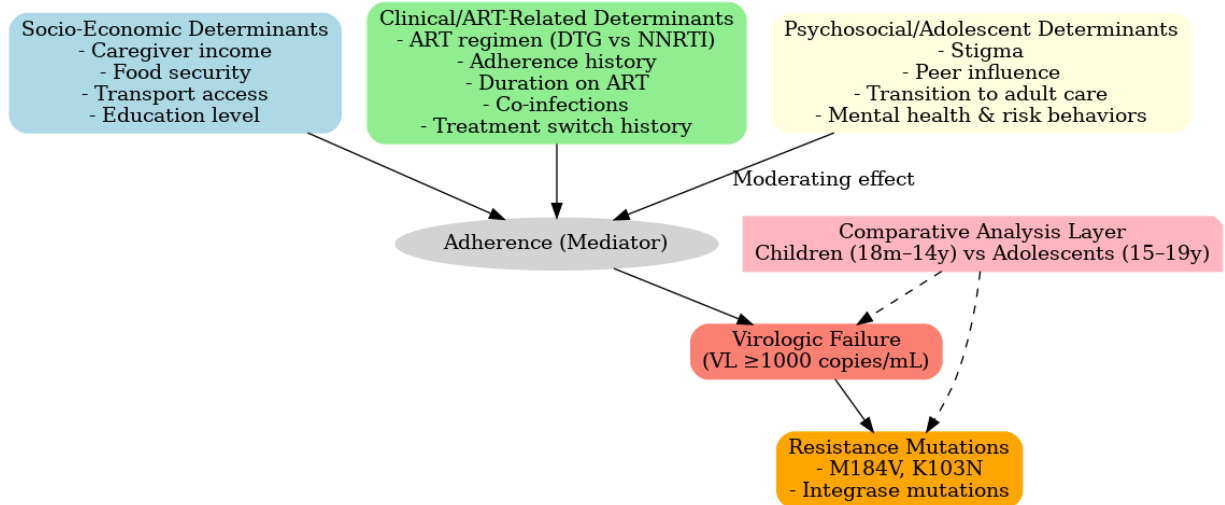 Socio-Economic Determinants
- Caregiver income
- Food security
- Transport access
- Education level
Clinical/ART-Related Determinants
- ART regimen (DTG vs NNRTI)
- Adherence history
- Duration on ART
- Co-infections
- Treatment switch history
Psychosocial/Adolescent Determinants
- Stigma
- Peer influence
- Transition to adult care
- Mental health & risk behaviors
Moderating effect
Adherence (Mediator)
Comparative Analysis Layer
Children (18m–14y) vs Adolescents (15–19y)
Virologic Failure
(VL ≥1000 copies/mL)
Resistance Mutations
- M184V, K103N
- Integrase mutations